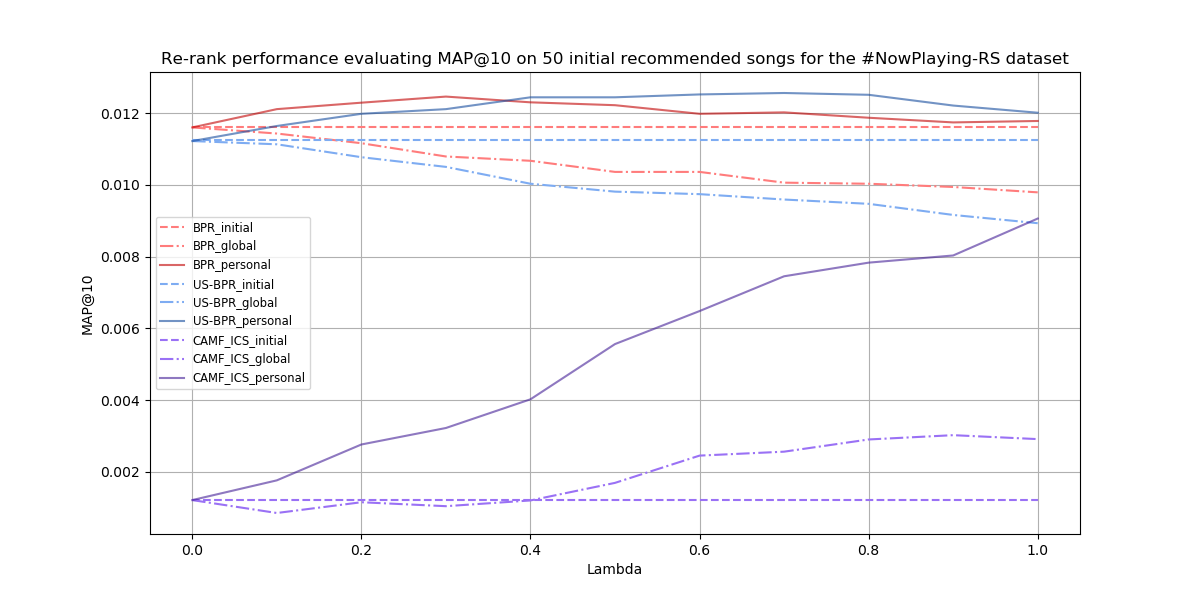 Re-rank performance evaluating MAP@10 on 50 initial recommended songs for the #NowPlaying-RS dataset
0.012
0.010
0.008
0.006
0.004
0.002
MAP@10
BPR_initial
BPR_global
BPR_personal
US-BPR_initial
US-BPR_global
US-BPR_personal
CAMF_ICS_initial
CAMF_ICS_global
CAMF_ICS_personal
0.0 0.2 0.4 0.6 0.8 1.0
Lambda